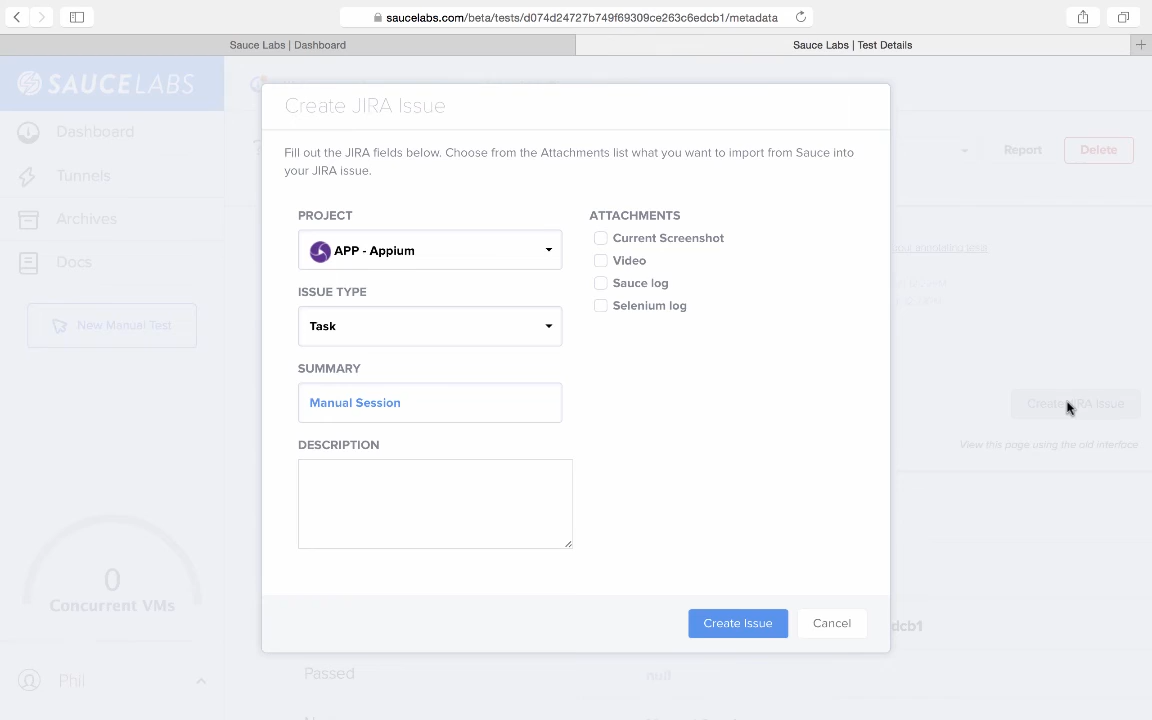 saucelabs.com/beta/tests/d074d24727b749f69309ce263c6edcb1/metadata
Sauce Labs | Dashboard
Sauce Labs | Test Details
SAUCELABS
Dashboard
Tunnels
Archives
Docs
New Manual Test
0
Concurrent VMs
Phil
Report
Delete
Create JIRA Issue
View this page using the old interface
dcb1
Passed
null
Create JIRA Issue
Fill out the JIRA fields below. Choose from the Attachments list what you want to import from Sauce into
your JIRA issue.
PROJECT
APP - Appium
ISSUE TYPE
Task
SUMMARY
Manual Session
DESCRIPTION
ATTACHMENTS
Current Screenshot
Video
Sauce log
Selenium log
Create Issue
Cancel